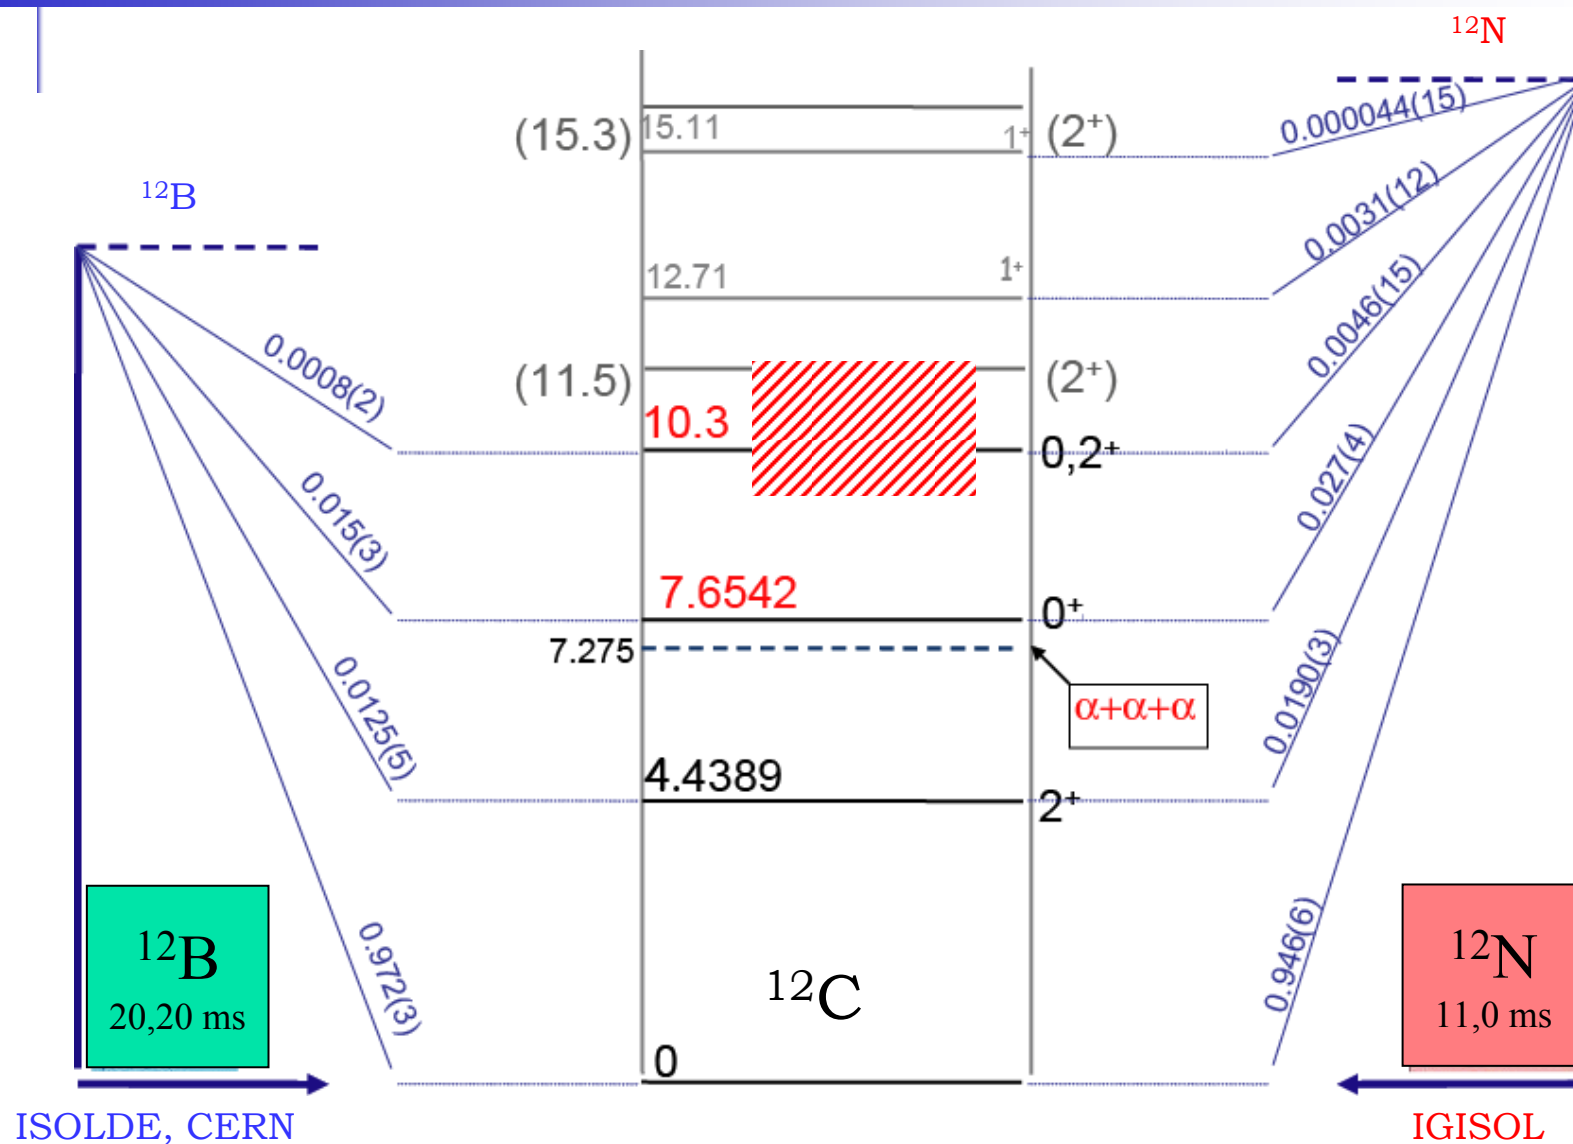 ¹²N
¹²B
(15.3) 15.11 1⁺ (2⁺) 0.000044(15)
12.71 1⁺ 0,0031(12)
0.0008(2) (11.5) (2⁺) 0.0046(15)
10.3 0,2⁺
0.015(3) 7.6542 0⁺ 0.027(4)
7.275
α+α+α
0.0125(5) 4.4389 2⁺ 0.0190(3)
0.972(3) ¹²C 0.946(6)
¹²B
20,20 ms
¹²N
11,0 ms
0
ISOLDE, CERN
IGISOL